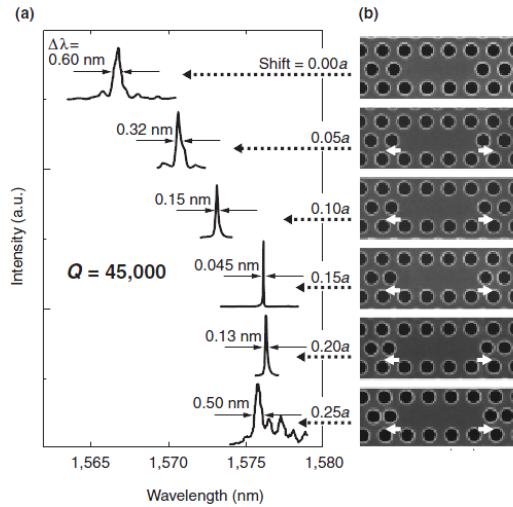 (a)
(b)
Δλ=
0.60 nm
Shift = 0.00a
0.32 nm
0.05a
0.15 nm
0.10a
Q = 45,000
0.15a
0.045 nm
0.20a
0.13 nm
0.50 nm
0.25a
Intensity (a.u.)
1,565
1,570
1,575
1,580
Wavelength (nm)